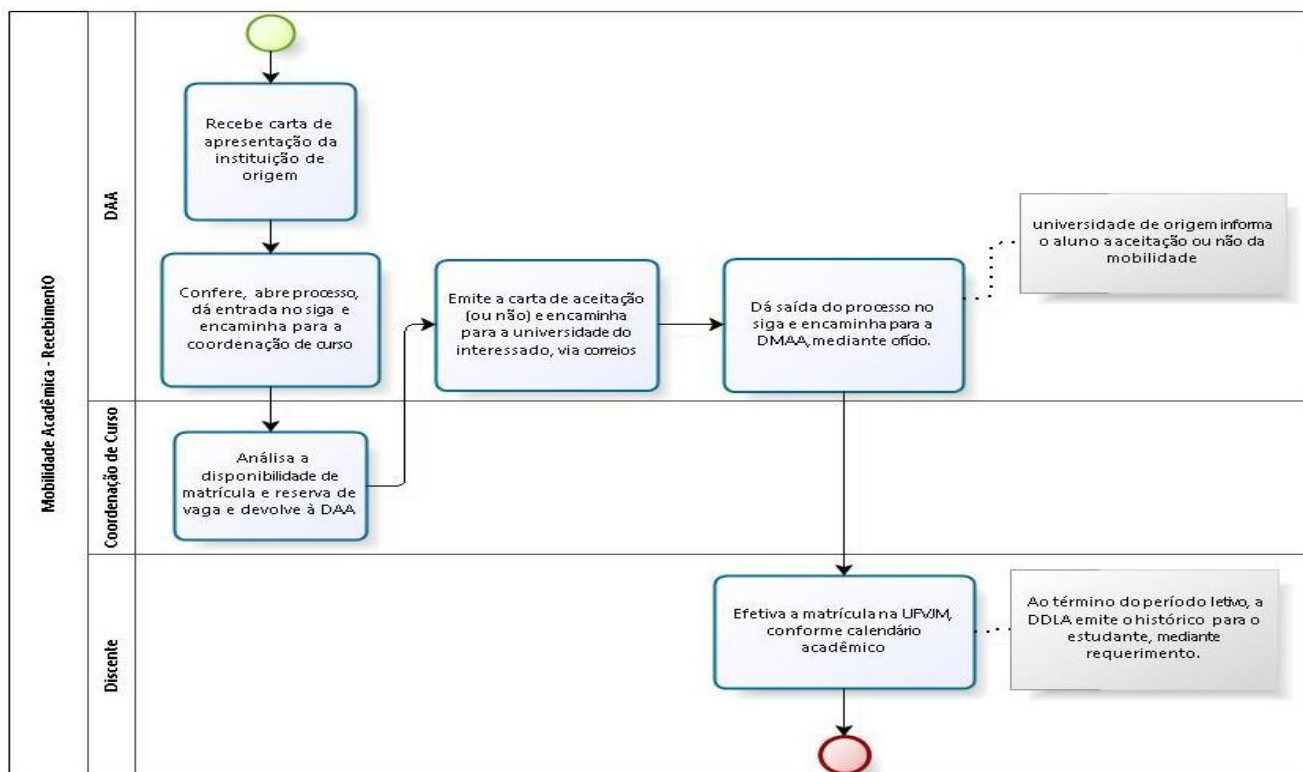 Mobilidade Acadêmica - RecebimentO
DAA
Recebe carta de
apresentação da
instituição de
origem
Confere, abre processo,
dá entrada no siga e
encaminha para a
coordenação de curso
Emite a carta de aceitação
(ou não) e encaminha
para a universidade do
interessado, via correios
Dá saída do processo no
siga e encaminha para a
DMAA, mediante ofício.
universidade de origem informa
o aluno a aceitação ou não da
mobilidade
Coordenação de Curso
Análisa a
disponibilidade de
matrícula e reserva de
vaga e devolve à DAA
Discente
Efetiva a matrícula na UFVJM,
conforme calendário
acadêmico
Ao término do período letivo, a
DDLA emite o histórico para o
estudante, mediante
requerimento.